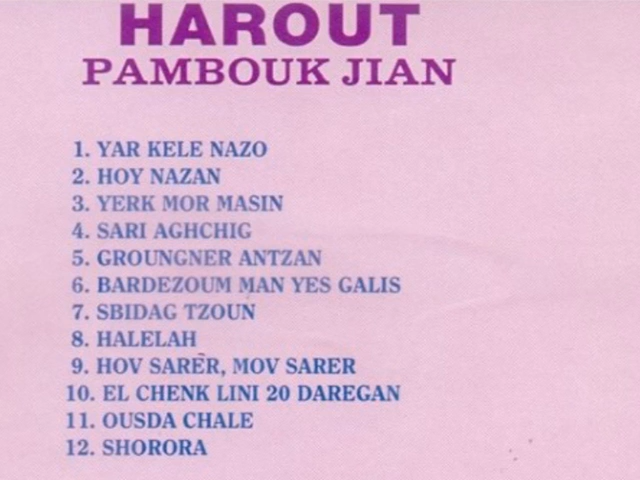 HAROUT
PAMBOUK JIAN
1. YAR KELE NAZO
2. HOY NAZAN
3. YERK MOR MASIN
4. SARI AGHCHIG
5. GROUNGNER ANTZAN
6. BARDEZOUM MAN YES GALIS
7. SBIDAG TZOUN
8. HALELAH
9. HOV SARER, MOV SARER
10. EL CHENK LINI 20 DAREGAN
11. OUSDA CHALE
12. SHORORA